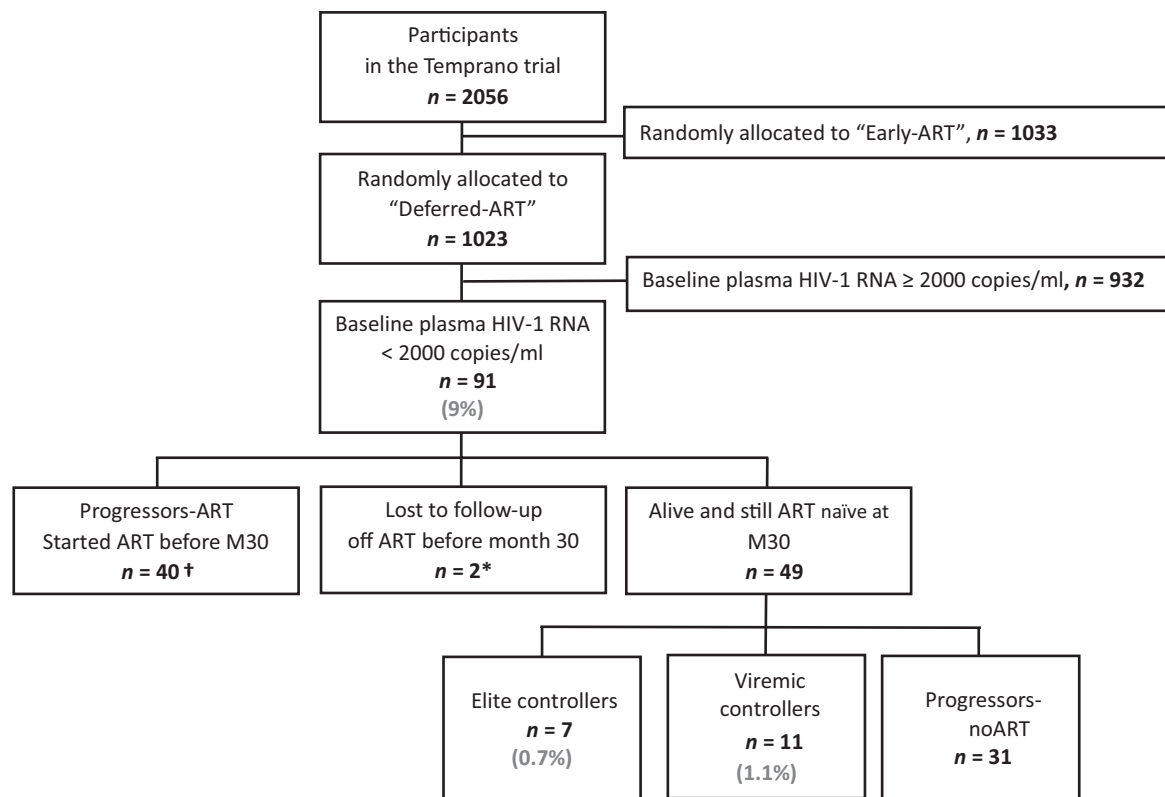 Participants
in the Temprano trial
n = 2056
Randomly allocated to “Early-ART”, n = 1033
Randomly allocated to
“Deferred-ART”
n = 1023
Baseline plasma HIV-1 RNA ≥ 2000 copies/ml, n = 932
Baseline plasma HIV-1 RNA
< 2000 copies/ml
n = 91
(9%)
Progressors-ART
Started ART before M30
n = 40 †
Lost to follow-up
off ART before month 30
n = 2*
Alive and still ART naïve at
M30
n = 49
Elite controllers
n = 7
(0.7%)
Viremic
controllers
n = 11
(1.1%)
Progressors-
noART
n = 31